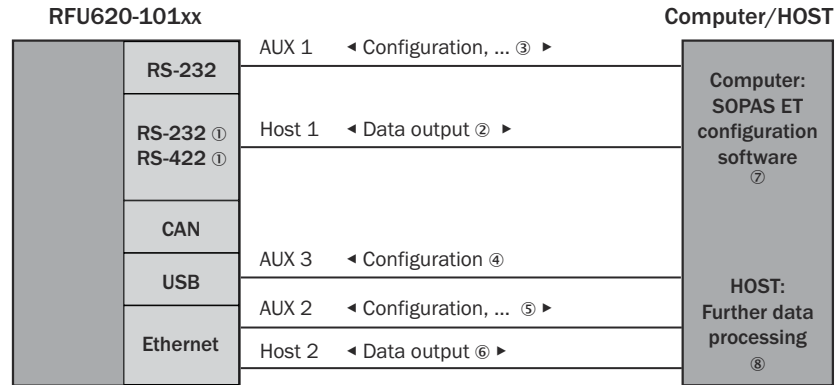 RFU620-101xx
Computer/HOST
AUX 1 ◄ Configuration, ... ③ ►
RS-232
Computer:
SOPAS ET
configuration
software
⑦
Host 1 ◄ Data output ② ►
RS-232 ①
RS-422 ①
CAN
AUX 3 ◄ Configuration ④
USB
AUX 2 ◄ Configuration, ... ⑤ ►
Ethernet
Host 2 ◄ Data output ⑥ ►
HOST:
Further data
processing
⑧